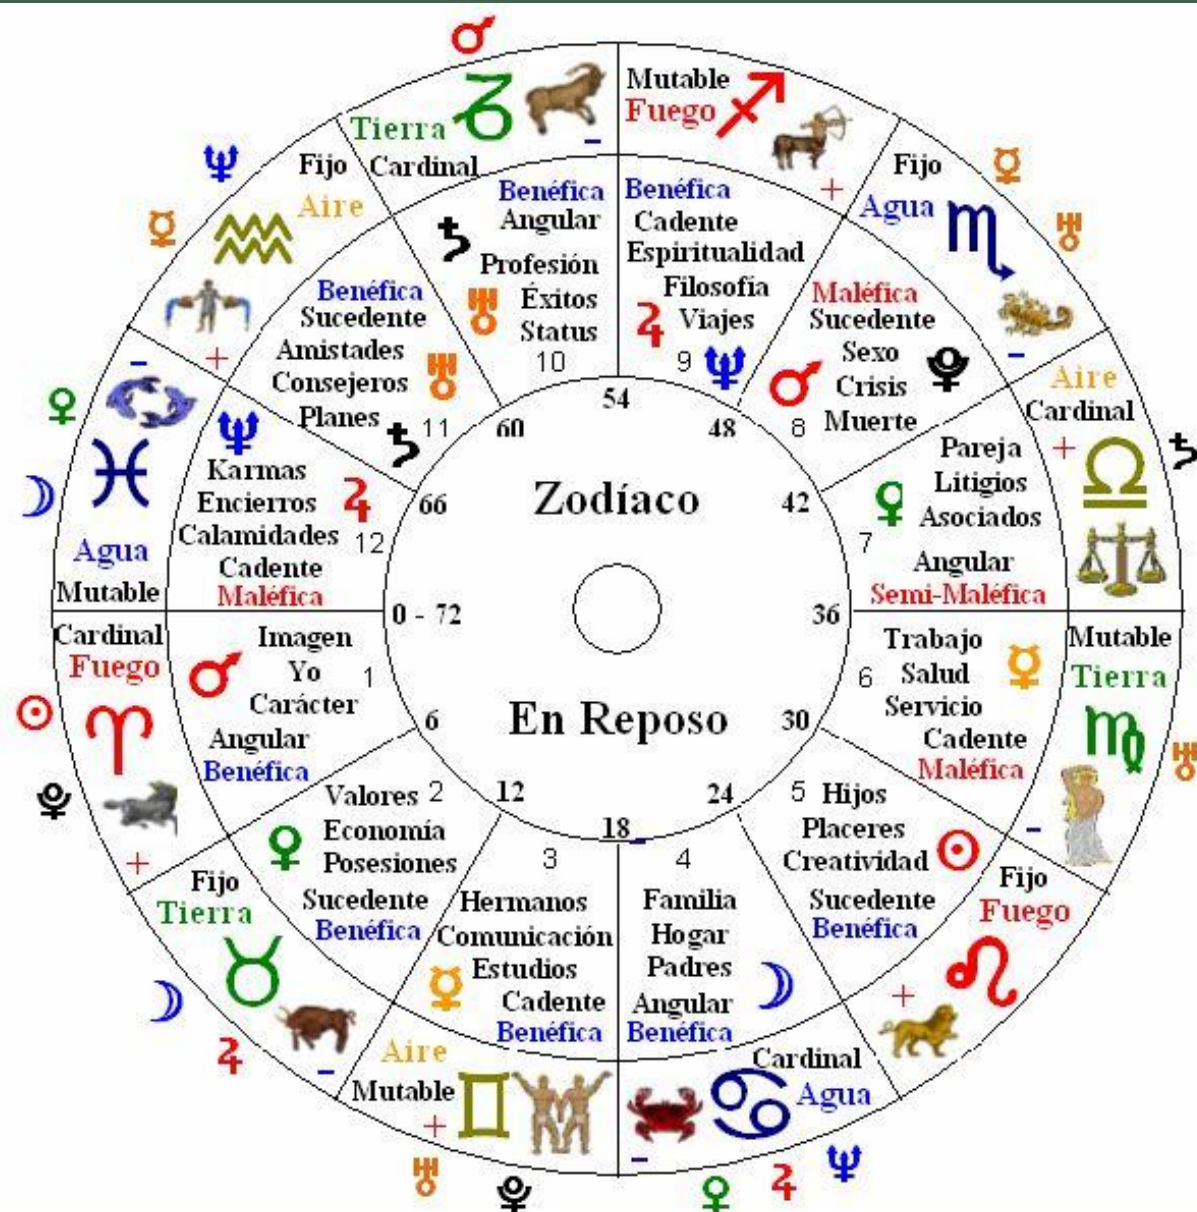 Zodíaco
En Reposo
0 - 72
6
12
18
24
30
36
42
48
54
60
66
Cardinal
Fuego
+
Imagen
Yo
1
Carácter
Angular
Benéfica
Fijo
Tierra
-
Valores 2
Economía
Posesiones
Sucedente
Benéfica
Aire
Mutable
+
3
Hermanos
Comunicación
Estudios
Cadente
Benéfica
Cardinal
Agua
-
4
Familia
Hogar
Padres
Angular
Benéfica
Fijo
Fuego
+
5 Hijos
Placeres
Creatividad
Sucedente
Benéfica
Mutable
Tierra
-
Trabajo
6 Salud
Servicio
Cadente
Maléfica
Aire
Cardinal
+
Pareja
Litigios
Asociados
7
Angular
Semi-Maléfica
Fijo
Agua
-
Maléfica
Sucedente
Sexo
Crisis
8 Muerte
Mutable
Fuego
+
Benéfica
Cadente
Espiritualidad
Filosofía
Viajes
9
Tierra
Cardinal
-
Benéfica
Angular
Profesión
Éxitos
Status
10
Fijo
Aire
+
Benéfica
Sucedente
Amistades
Consejeros
Planes
11
-
Agua
Mutable
Karmas
Encierros
Calamidades 12
Cadente
Maléfica